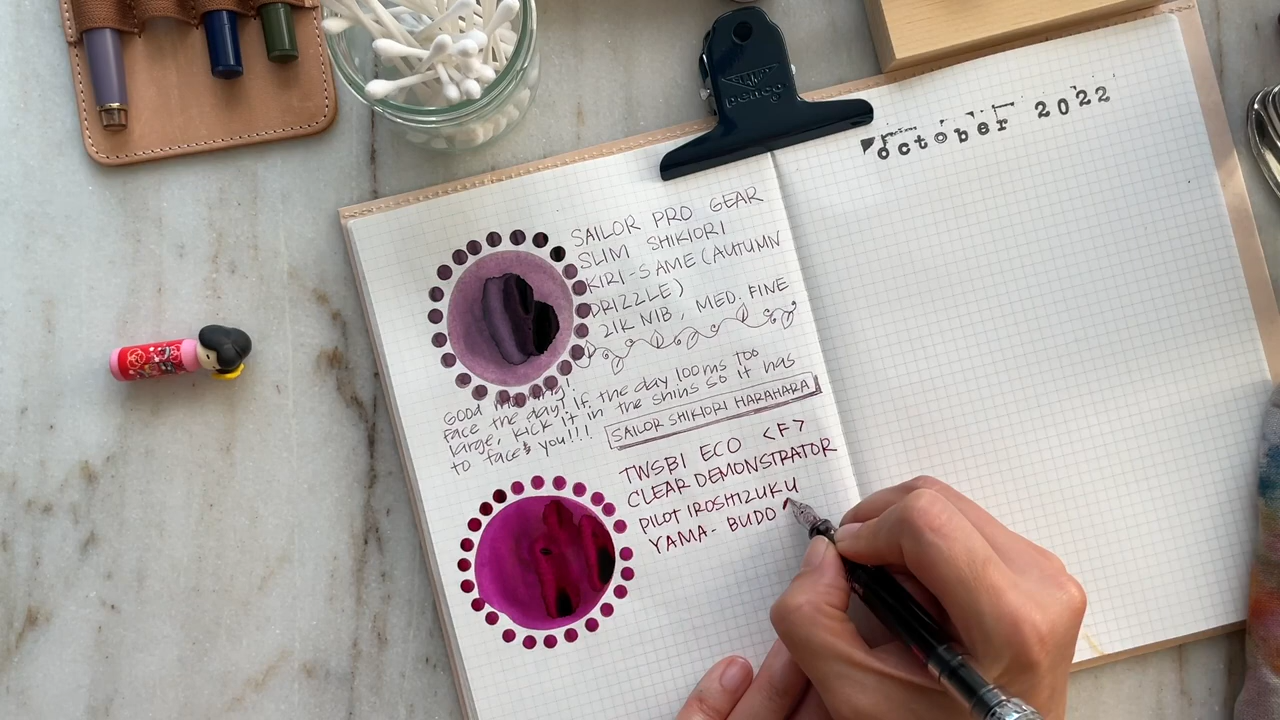 penco
october 2022
SAILOR PRO GEAR
SLIM SHIKIORI
KIRI-SAME (AUTUMN
DRIZZLE)
21K NIB, MED. FINE
Good morning!
Face the day! If the day looms too
large, kick it in the shins so it has
to face you!!!
SAILOR SHIKIORI HARAHARA
TWSBI ECO <F>
CLEAR DEMONSTRATOR
PILOT IROSHIZUKU
YAMA-BUDO